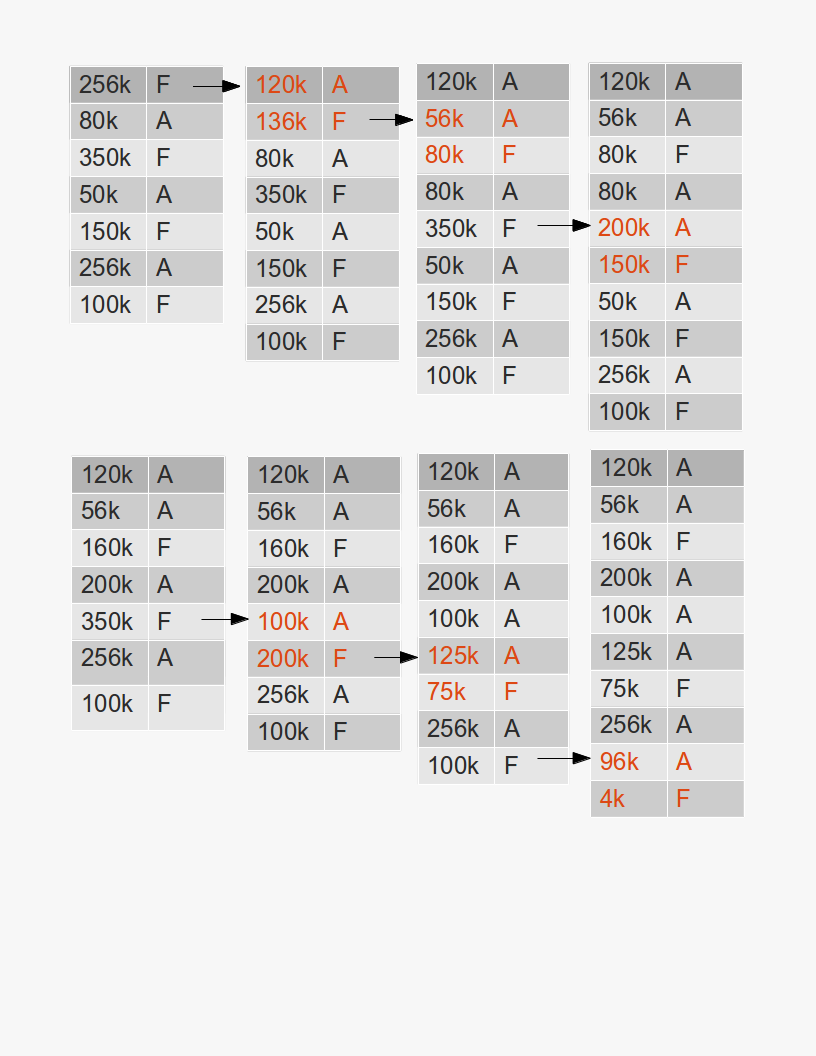 256k F
80k A
350k F
50k A
150k F
256k A
100k F
120k A
136k F
80k A
350k F
50k A
150k F
256k A
100k F
120k A
56k A
80k F
80k A
350k F
50k A
150k F
256k A
100k F
120k A
56k A
80k F
80k A
200k A
150k F
50k A
150k F
256k A
100k F
120k A
56k A
160k F
200k A
350k F
256k A
100k F
120k A
56k A
160k F
200k A
100k A
200k F
256k A
100k F
120k A
56k A
160k F
200k A
100k A
125k A
75k F
256k A
100k F
120k A
56k A
160k F
200k A
100k A
125k A
75k F
256k A
96k A
4k F